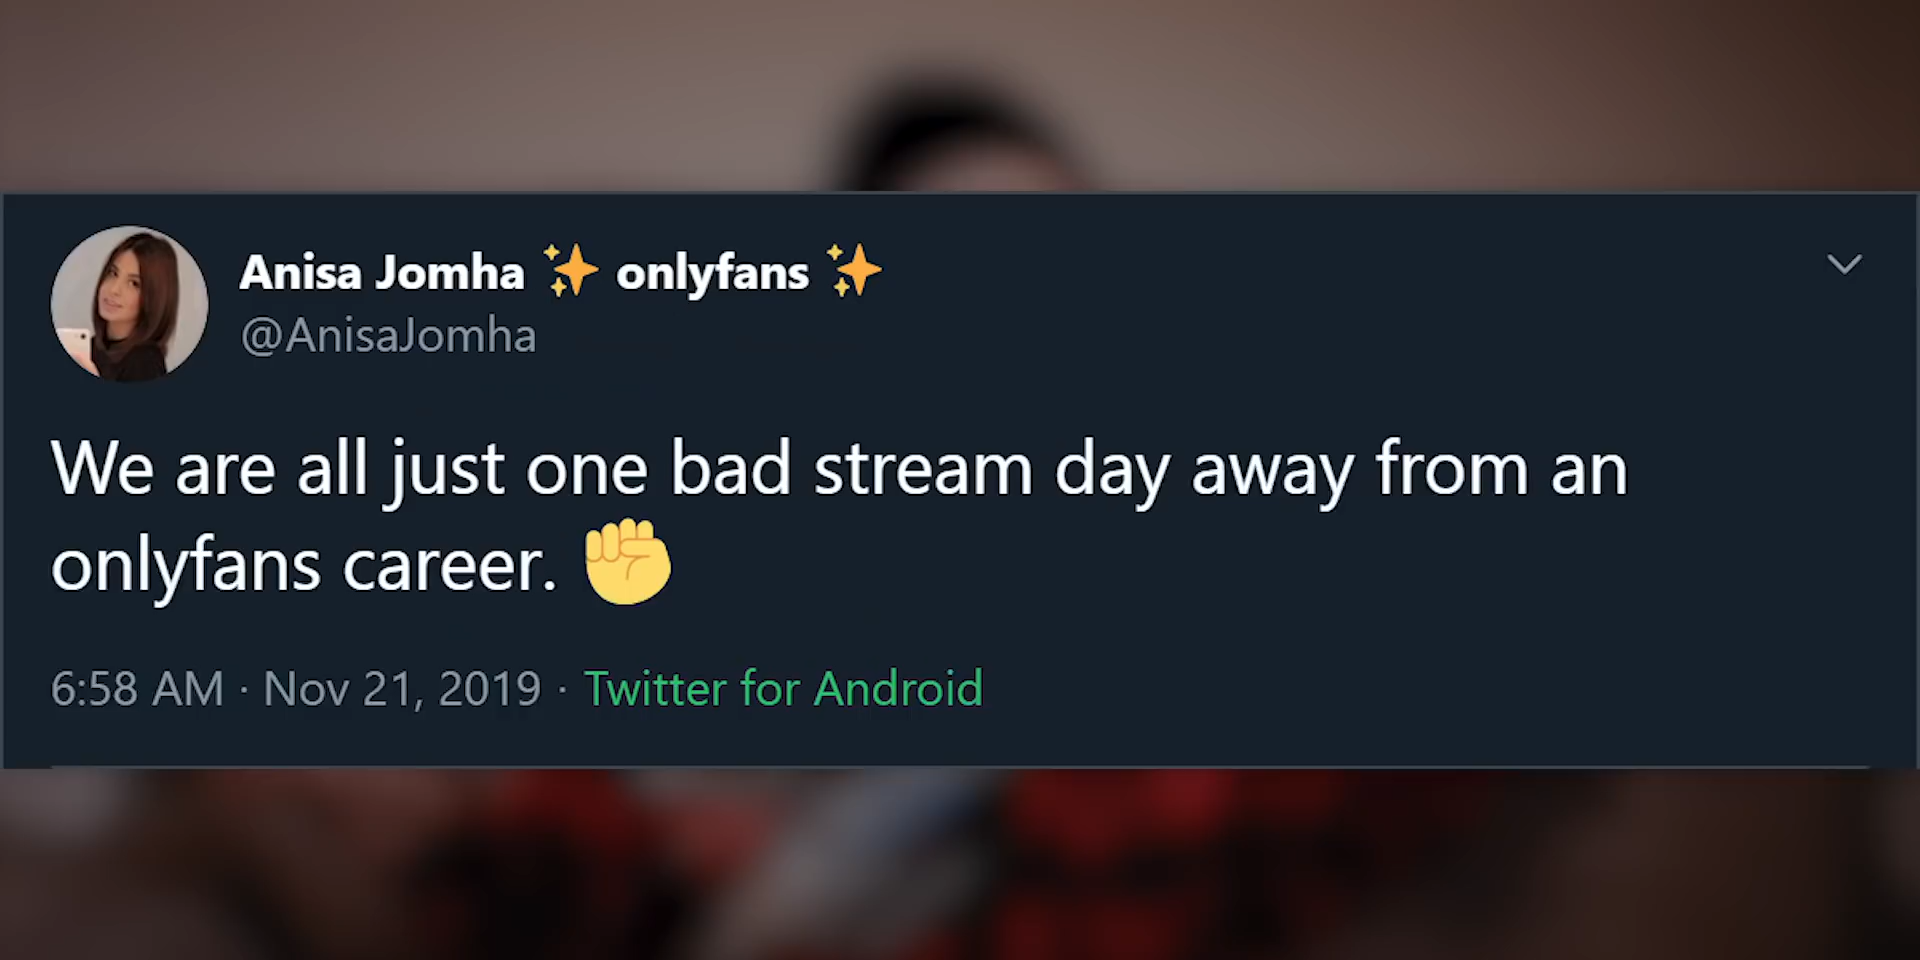 Anisa Jomha ✨ onlyfans ✨
@AnisaJomha
We are all just one bad stream day away from an
onlyfans career. ✊
6:58 AM · Nov 21, 2019 · Twitter for Android